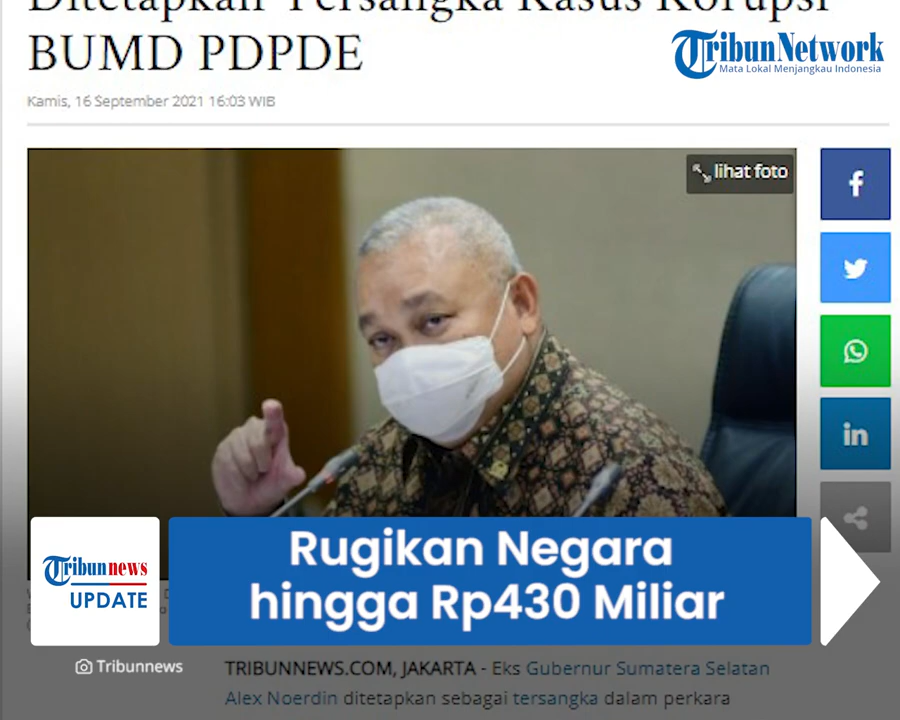 Ditetapkan Tersangka Kasus Korupsi
BUMD PDPDE
TribunNetwork
Mata Lokal Menjangkau Indonesia
Kamis, 16 September 2021 16:03 WIB
lihat foto
f
in
Tribunnews
UPDATE
Rugikan Negara
hingga Rp430 Miliar
Tribunnews
TRIBUNNEWS.COM, JAKARTA - Eks Gubernur Sumatera Selatan
Alex Noerdin ditetapkan sebagai tersangka dalam perkara